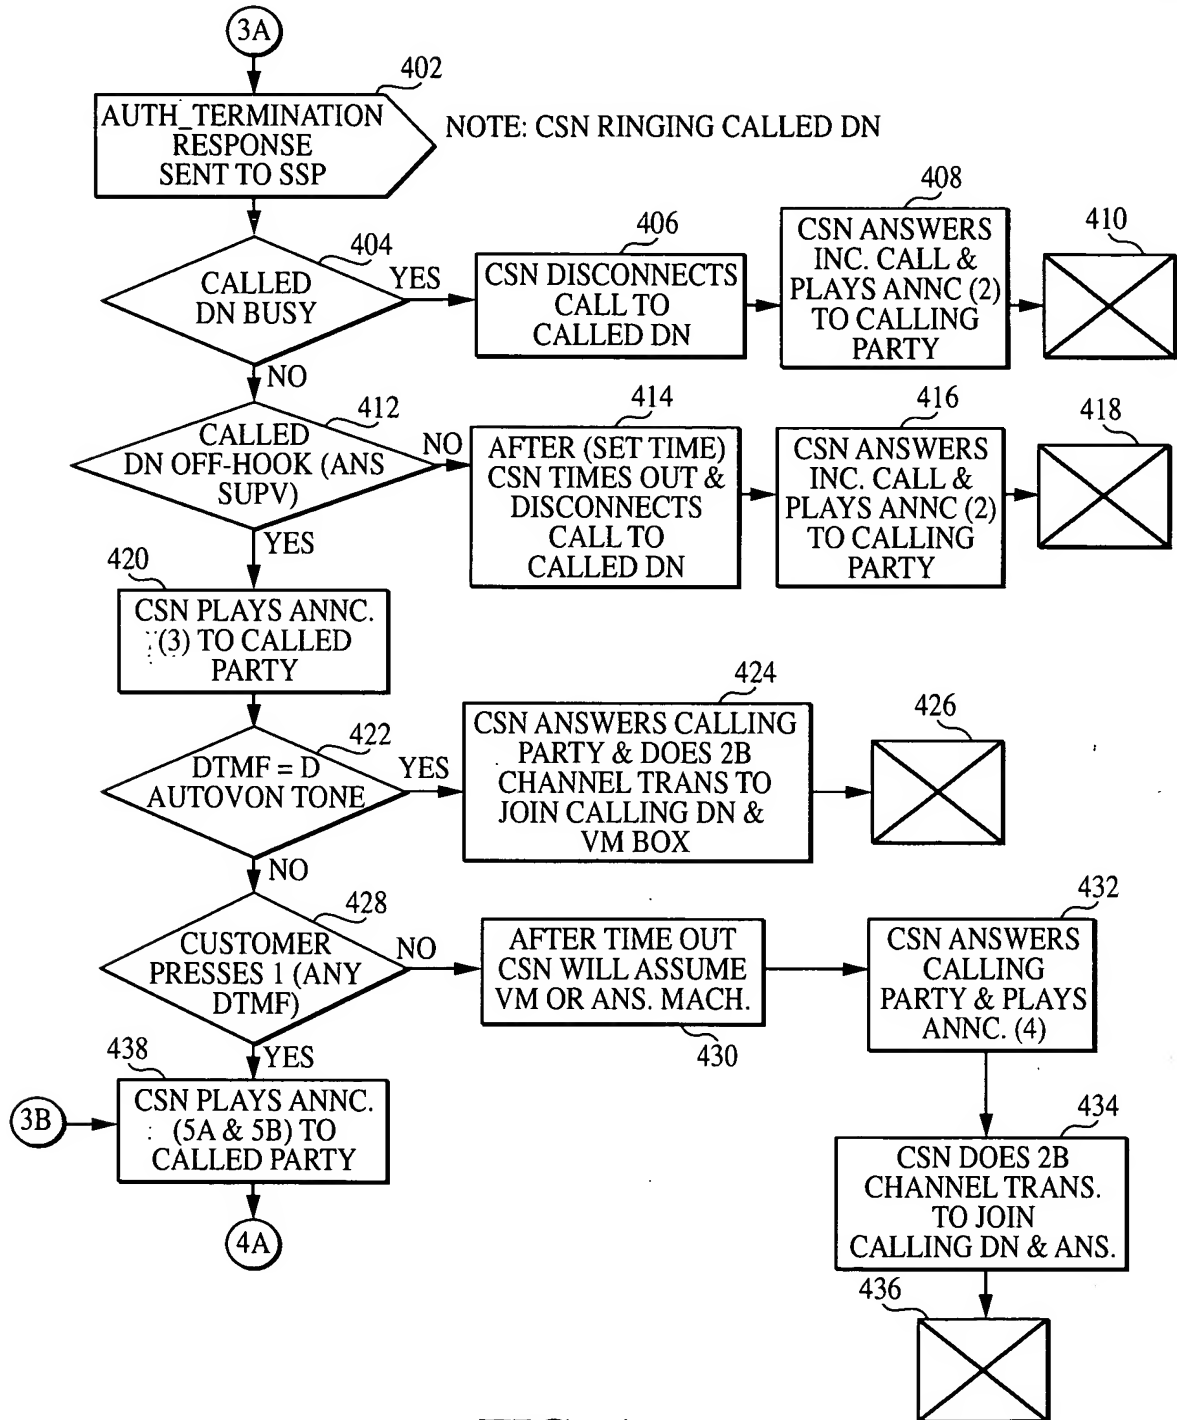 3A
402
AUTH_TERMINATION
RESPONSE
SENT TO SSP
NOTE: CSN RINGING CALLED DN
404
CALLED
DN BUSY
YES
NO
406
CSN DISCONNECTS
CALL TO
CALLED DN
408
CSN ANSWERS
INC. CALL &
PLAYS ANNC (2)
TO CALLING
PARTY
410
412
CALLED
DN OFF-HOOK (ANS
SUPV)
NO
YES
414
AFTER (SET TIME)
CSN TIMES OUT &
DISCONNECTS
CALL TO
CALLED DN
416
CSN ANSWERS
INC. CALL &
PLAYS ANNC (2)
TO CALLING
PARTY
418
420
CSN PLAYS ANNC.
(3) TO CALLED
PARTY
422
DTMF = D
AUTOVON TONE
YES
NO
424
CSN ANSWERS CALLING
PARTY & DOES 2B
CHANNEL TRANS TO
JOIN CALLING DN &
VM BOX
426
428
CUSTOMER
PRESSES 1 (ANY
DTMF)
NO
YES
AFTER TIME OUT
CSN WILL ASSUME
VM OR ANS. MACH.
430
432
CSN ANSWERS
CALLING
PARTY & PLAYS
ANNC. (4)
434
CSN DOES 2B
CHANNEL TRANS.
TO JOIN
CALLING DN & ANS.
436
438
3B
CSN PLAYS ANNC.
(5A & 5B) TO
CALLED PARTY
4A